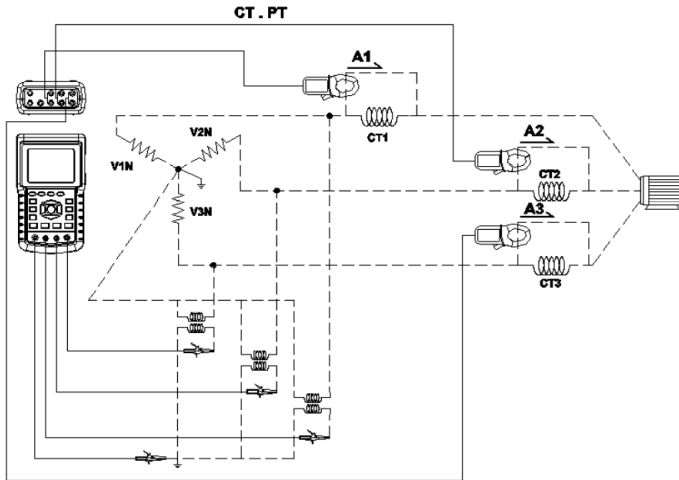 CT . PT
A1
CT1
V2N
V1N
A2
CT2
V3N
A3
CT3